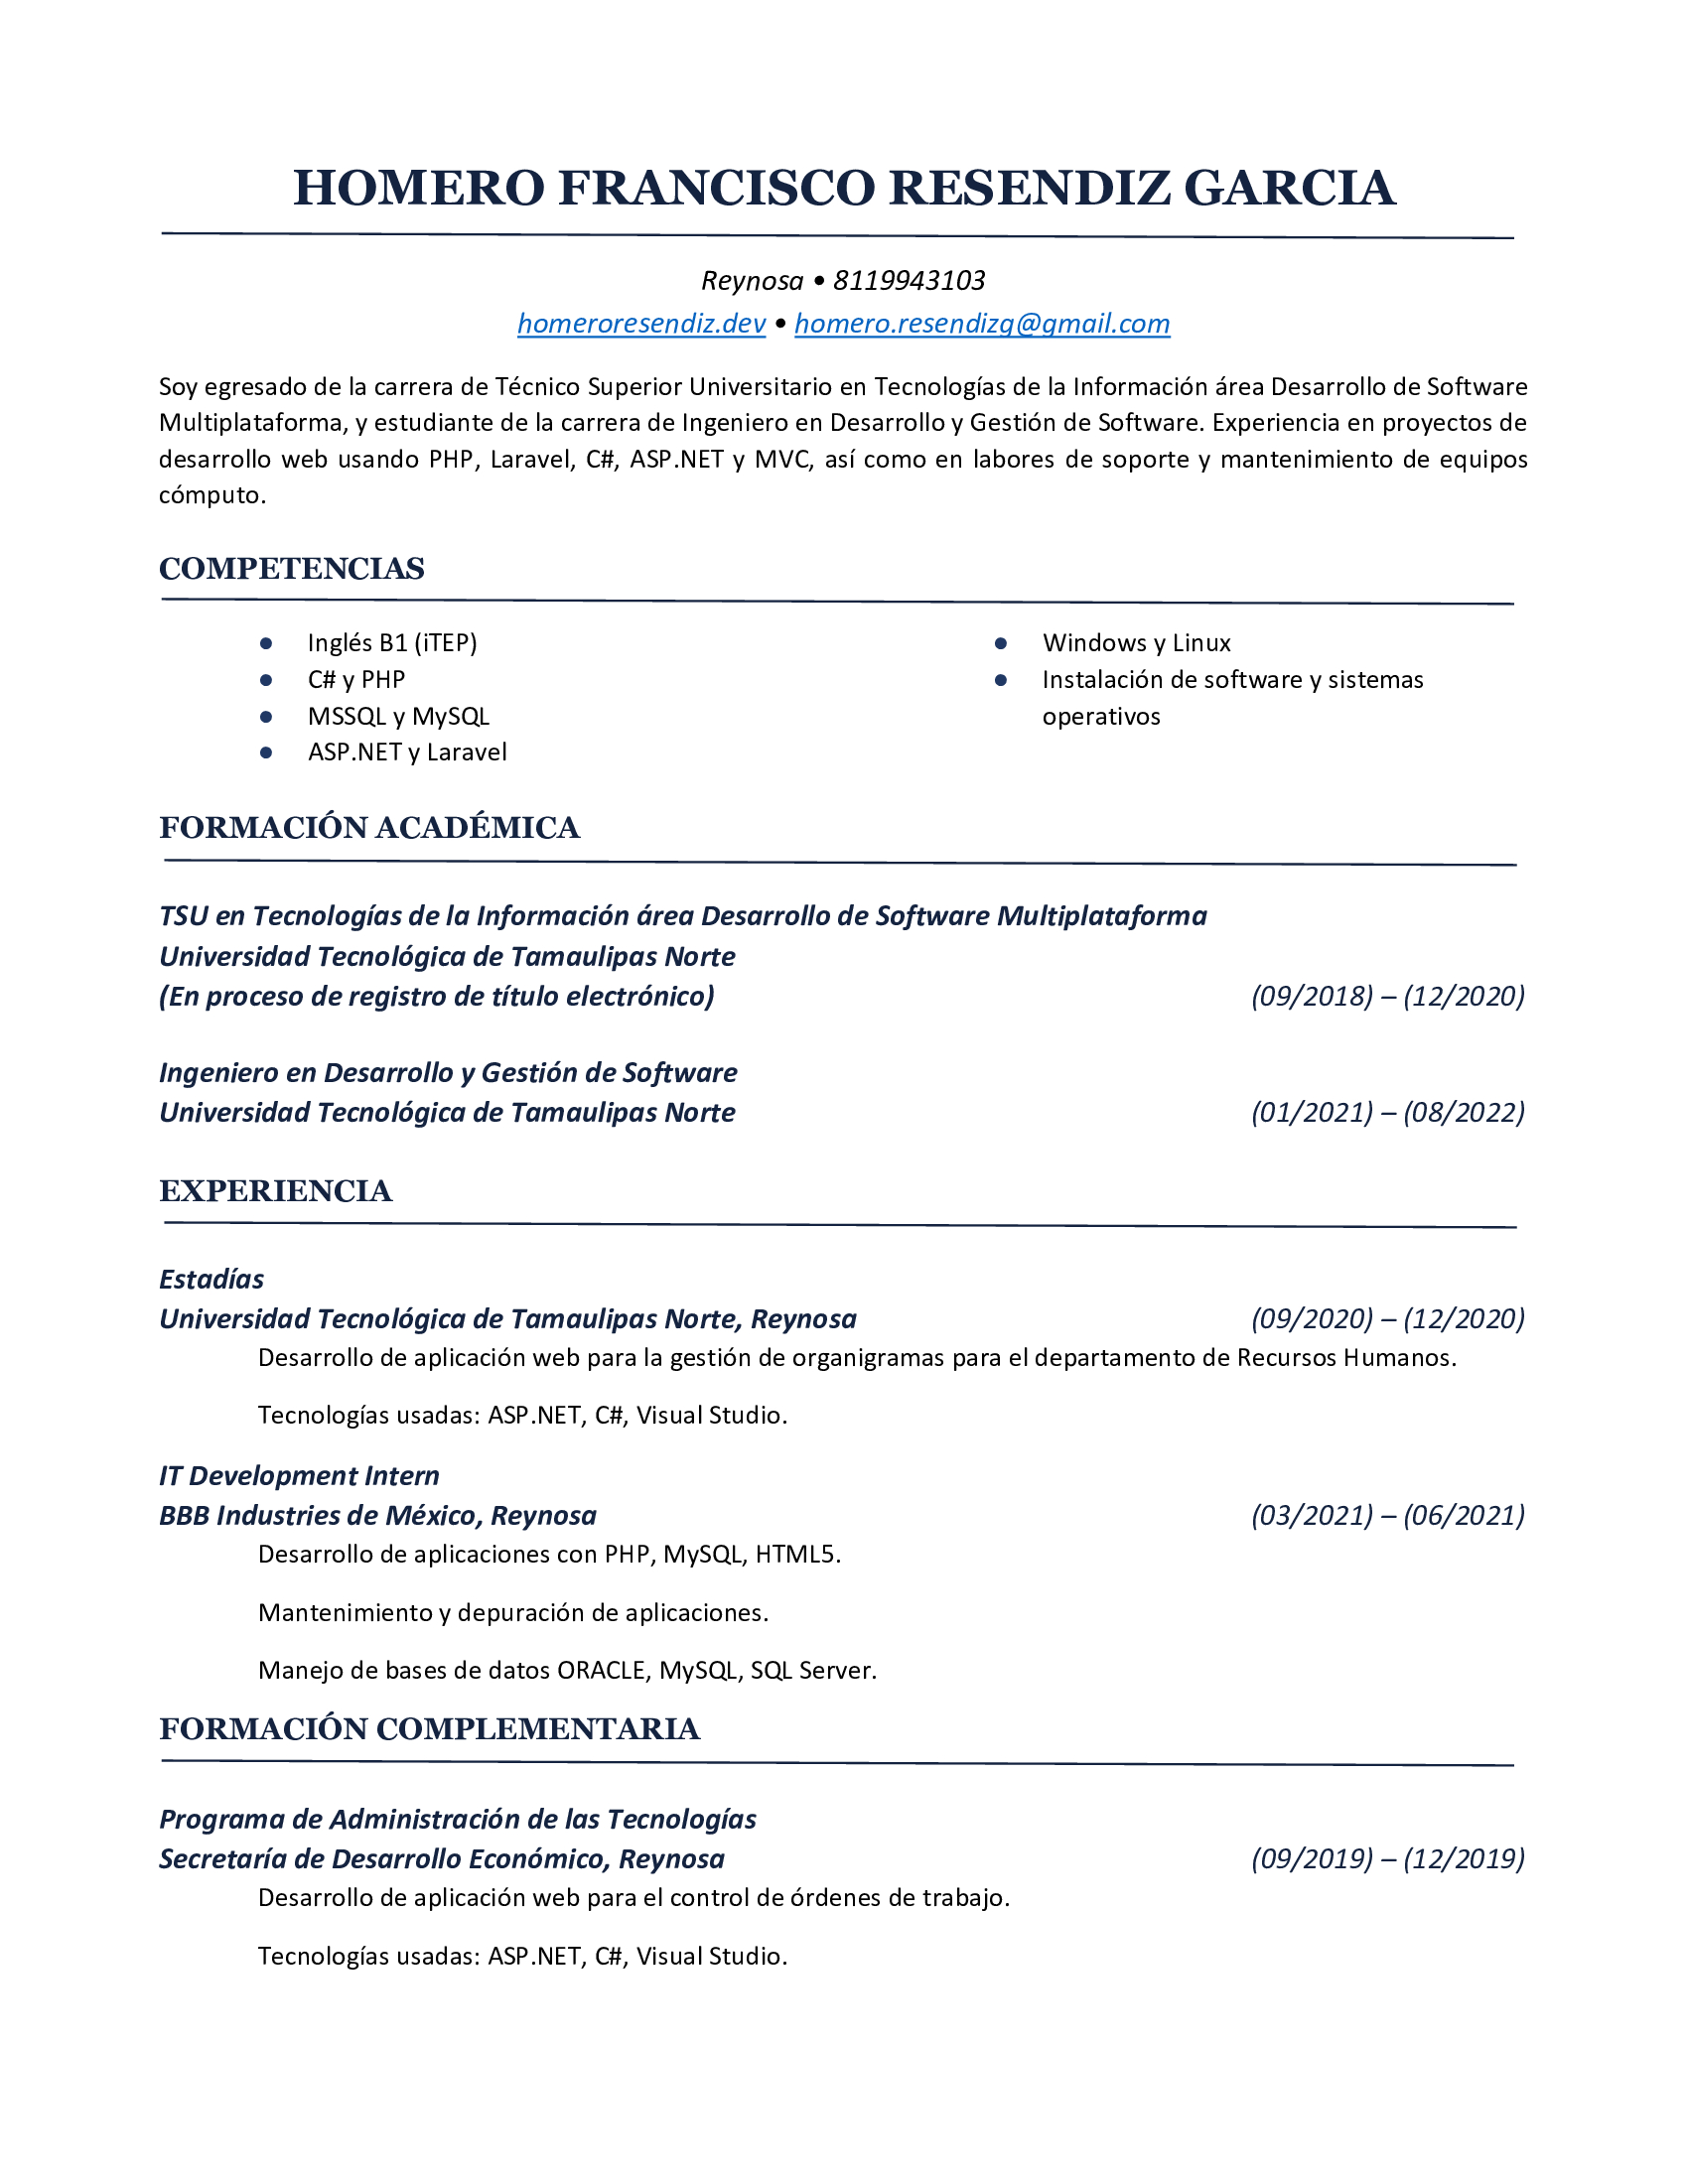 HOMERO FRANCISCO RESENDIZ GARCIA
Reynosa • 8119943103
homeroresendiz.dev • homero.resendizg@gmail.com
Soy egresado de la carrera de Técnico Superior Universitario en Tecnologías de la Información área Desarrollo de Software
Multiplataforma, y estudiante de la carrera de Ingeniero en Desarrollo y Gestión de Software. Experiencia en proyectos de
desarrollo web usando PHP, Laravel, C#, ASP.NET y MVC, así como en labores de soporte y mantenimiento de equipos
cómputo.
COMPETENCIAS
● Inglés B1 (iTEP)
● C# y PHP
● MSSQL y MySQL
● ASP.NET y Laravel
● Windows y Linux
● Instalación de software y sistemas
operativos
FORMACIÓN ACADÉMICA
TSU en Tecnologías de la Información área Desarrollo de Software Multiplataforma
Universidad Tecnológica de Tamaulipas Norte
(En proceso de registro de título electrónico) (09/2018) – (12/2020)
Ingeniero en Desarrollo y Gestión de Software
Universidad Tecnológica de Tamaulipas Norte (01/2021) – (08/2022)
EXPERIENCIA
Estadías
Universidad Tecnológica de Tamaulipas Norte, Reynosa (09/2020) – (12/2020)
Desarrollo de aplicación web para la gestión de organigramas para el departamento de Recursos Humanos.
Tecnologías usadas: ASP.NET, C#, Visual Studio.
IT Development Intern
BBB Industries de México, Reynosa (03/2021) – (06/2021)
Desarrollo de aplicaciones con PHP, MySQL, HTML5.
Mantenimiento y depuración de aplicaciones.
Manejo de bases de datos ORACLE, MySQL, SQL Server.
FORMACIÓN COMPLEMENTARIA
Programa de Administración de las Tecnologías
Secretaría de Desarrollo Económico, Reynosa (09/2019) – (12/2019)
Desarrollo de aplicación web para el control de órdenes de trabajo.
Tecnologías usadas: ASP.NET, C#, Visual Studio.